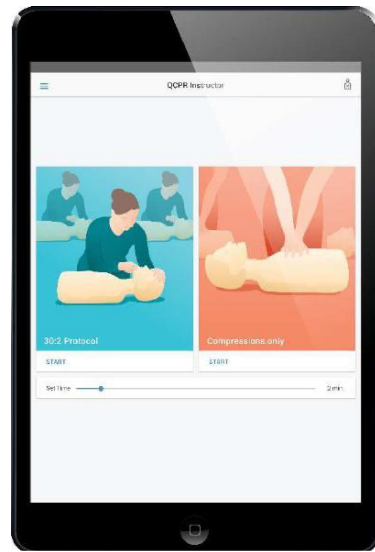 QCPR Instructor
30:2 Protocol
Compressions only
START
START
Set Time
2 min